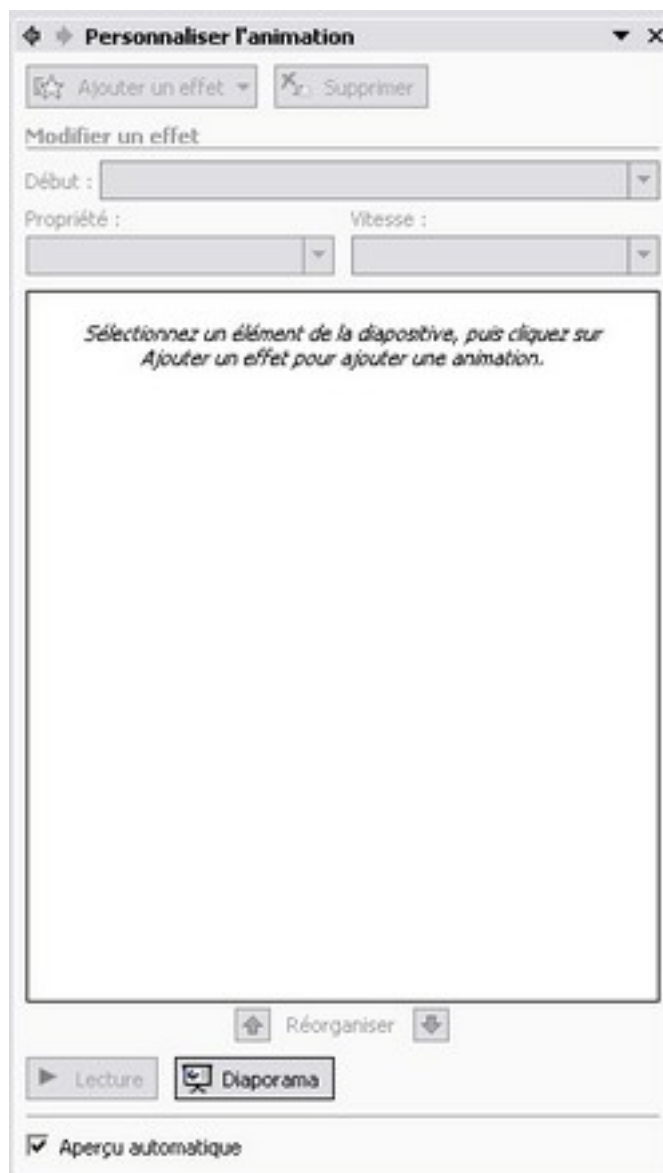 Personnaliser l'animation
Ajouter un effet
Supprimer
Modifier un effet
Début :
Propriété :
Vitesse :
Sélectionnez un élément de la diapositive, puis cliquez sur
Ajouter un effet pour ajouter une animation.
Réorganiser
Lecture
Diaporama
Aperçu automatique